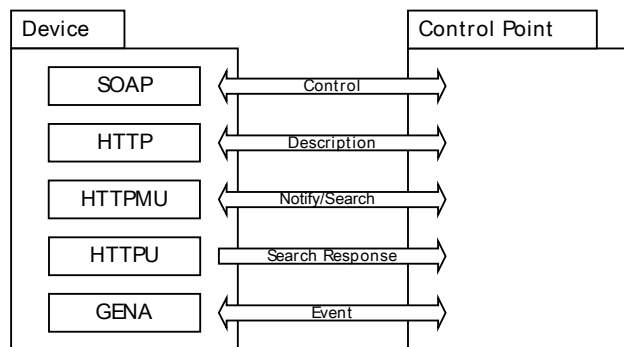 Device
Control Point
SOAP
Control
HTTP
Description
HTTPMU
Notify/Search
HTTPU
Search Response
GENA
Event